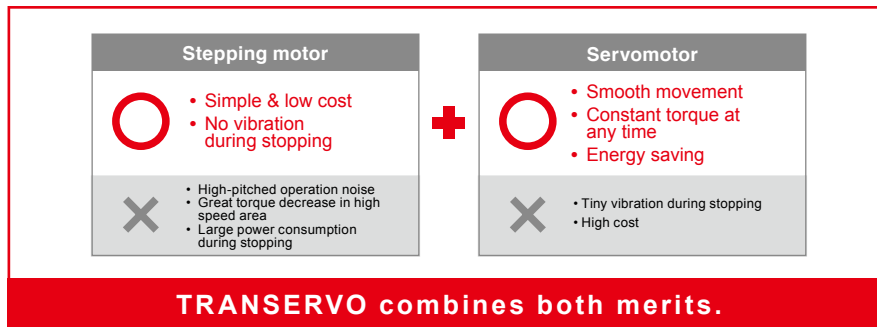 Stepping motor
• Simple & low cost
• No vibration
during stopping
• High-pitched operation noise
• Great torque decrease in high
speed area
• Large power consumption
during stopping
Servomotor
• Smooth movement
• Constant torque at
any time
• Energy saving
• Tiny vibration during stopping
• High cost
TRANSERVO combines both merits.